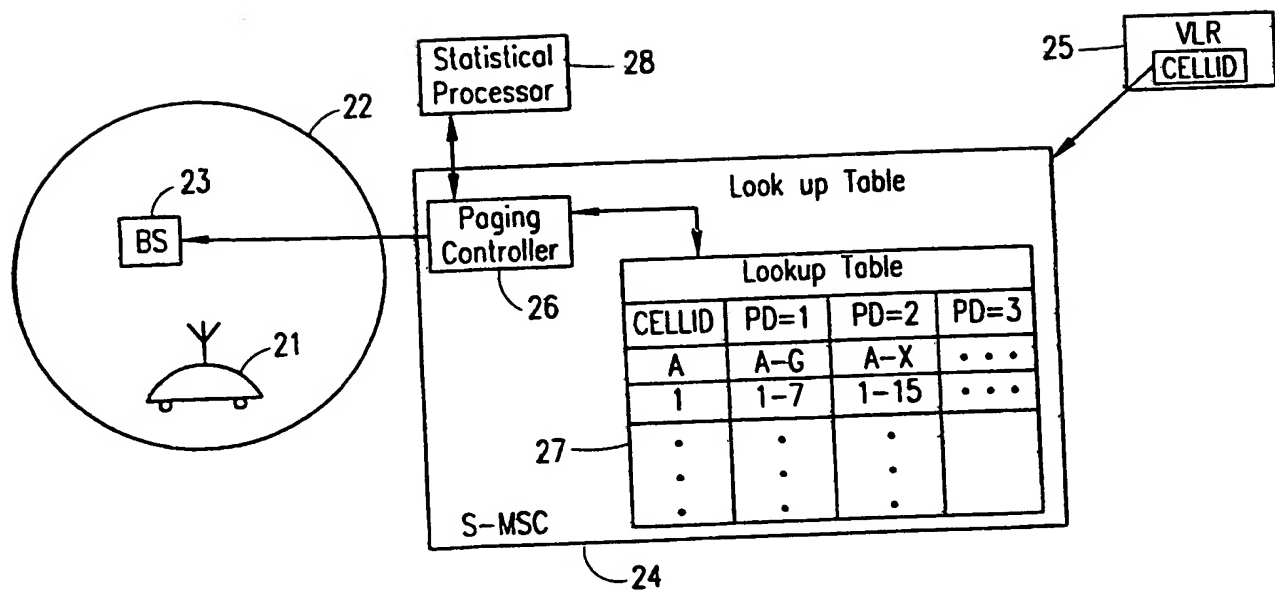 Statistical
Processor
28
25
VLR
CELLID
22
23
BS
21
Look up Table
Paging
Controller
26
Lookup Table
CELLID PD=1 PD=2 PD=3
A A-G A-X •••
1 1-7 1-15 •••
27
S-MSC
24